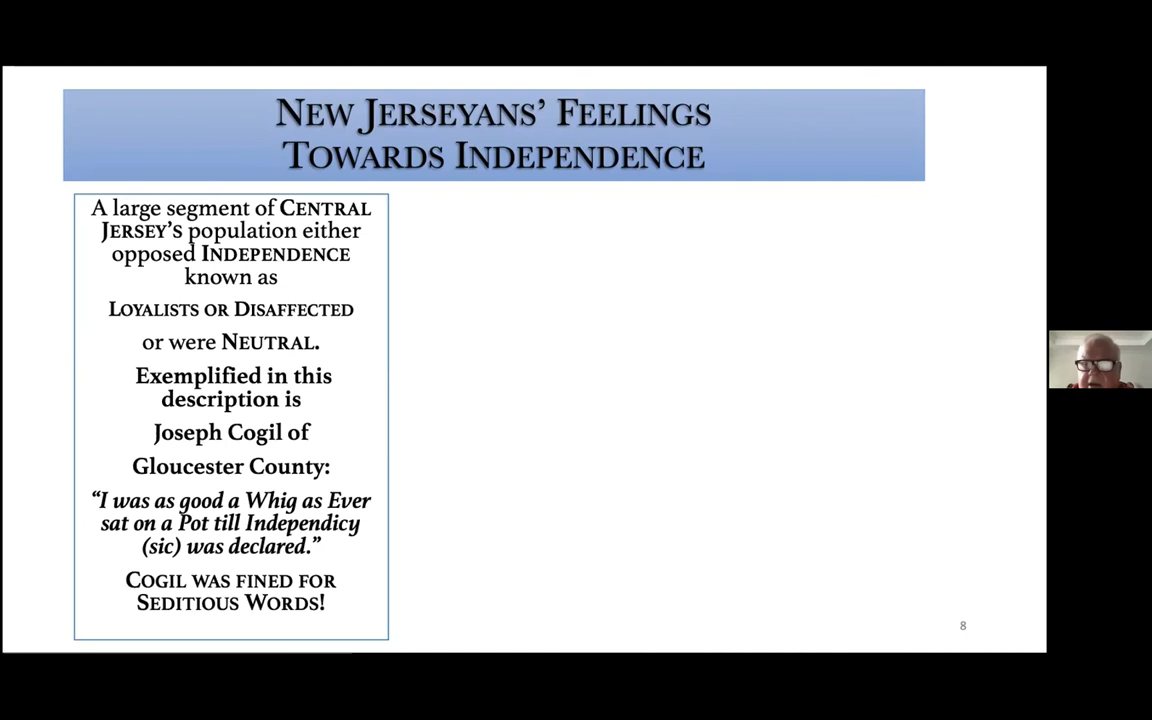 NEW JERSEYANS' FEELINGS
TOWARDS INDEPENDENCE
A large segment of CENTRAL
JERSEY'S population either
opposed INDEPENDENCE
known as
LOYALISTS OR DISAFFECTED
or were NEUTRAL.
Exemplified in this
description is
Joseph Cogil of
Gloucester County:
“I was as good a Whig as Ever
sat on a Pot till Independicy
(sic) was declared.”
COGIL WAS FINED FOR
SEDITIOUS WORDS!
8